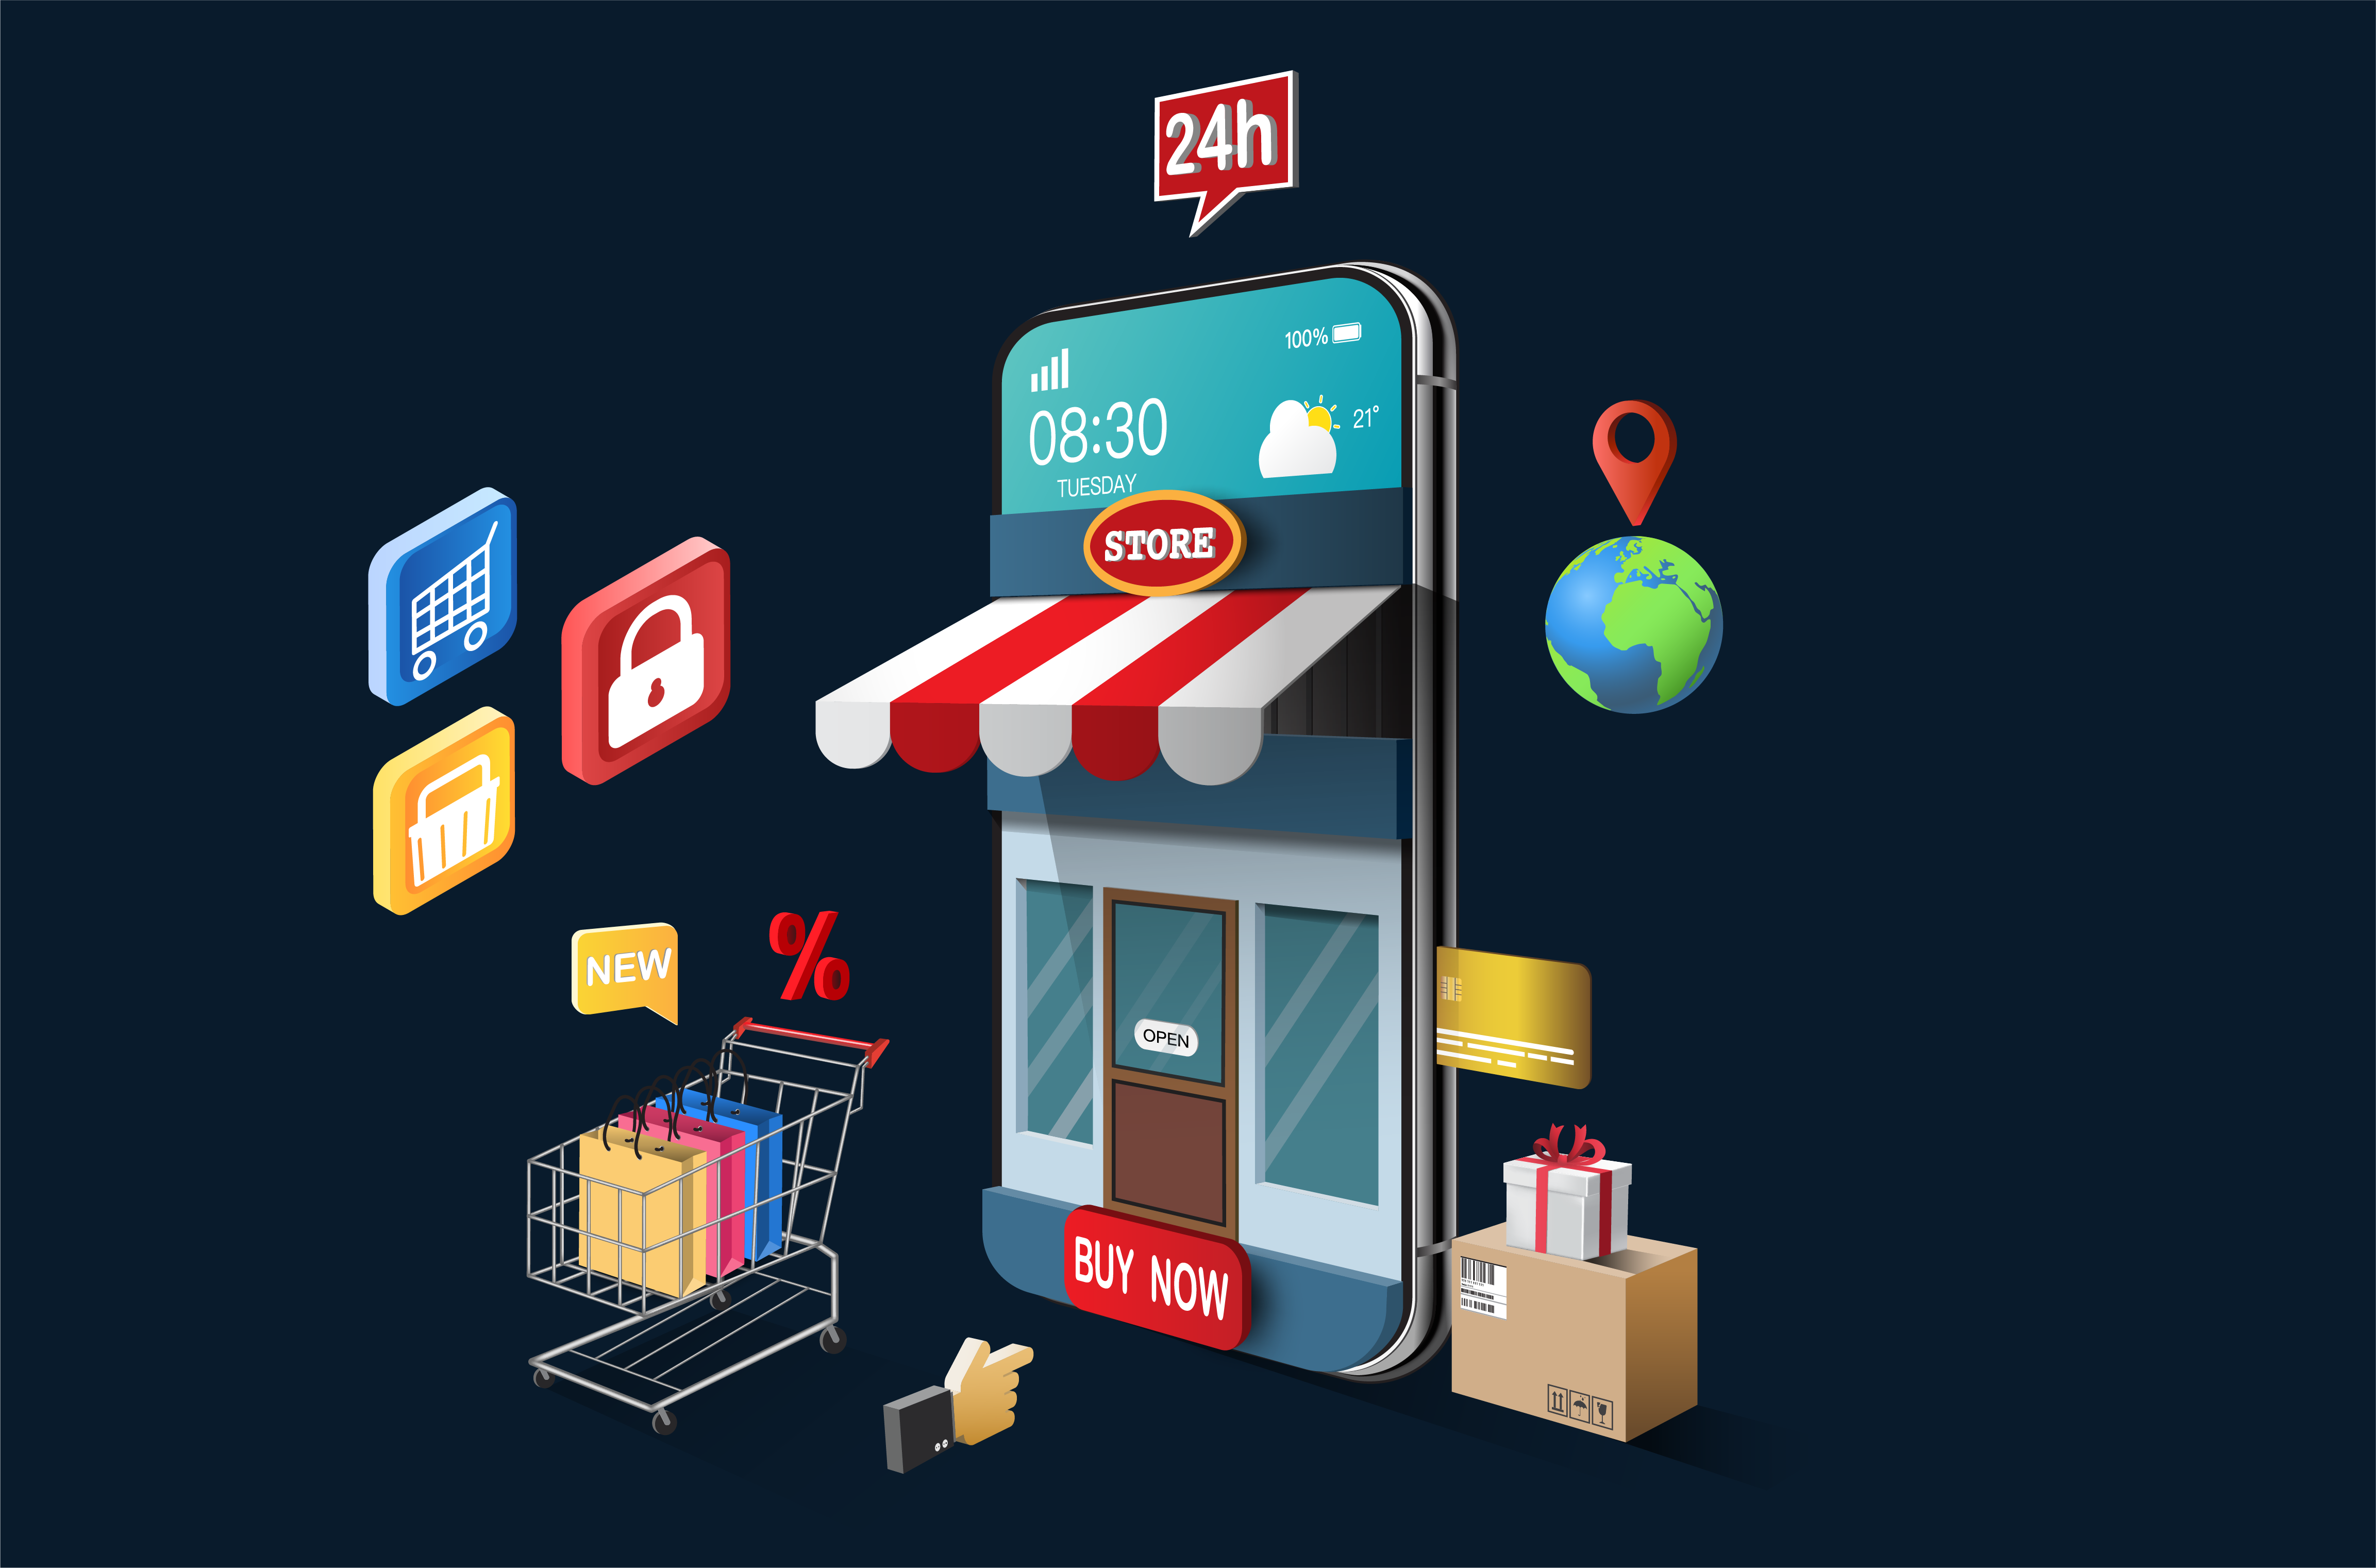 24h
100%
08:30
21°
TUESDAY
STORE
NEW
%
OPEN
BUY NOW